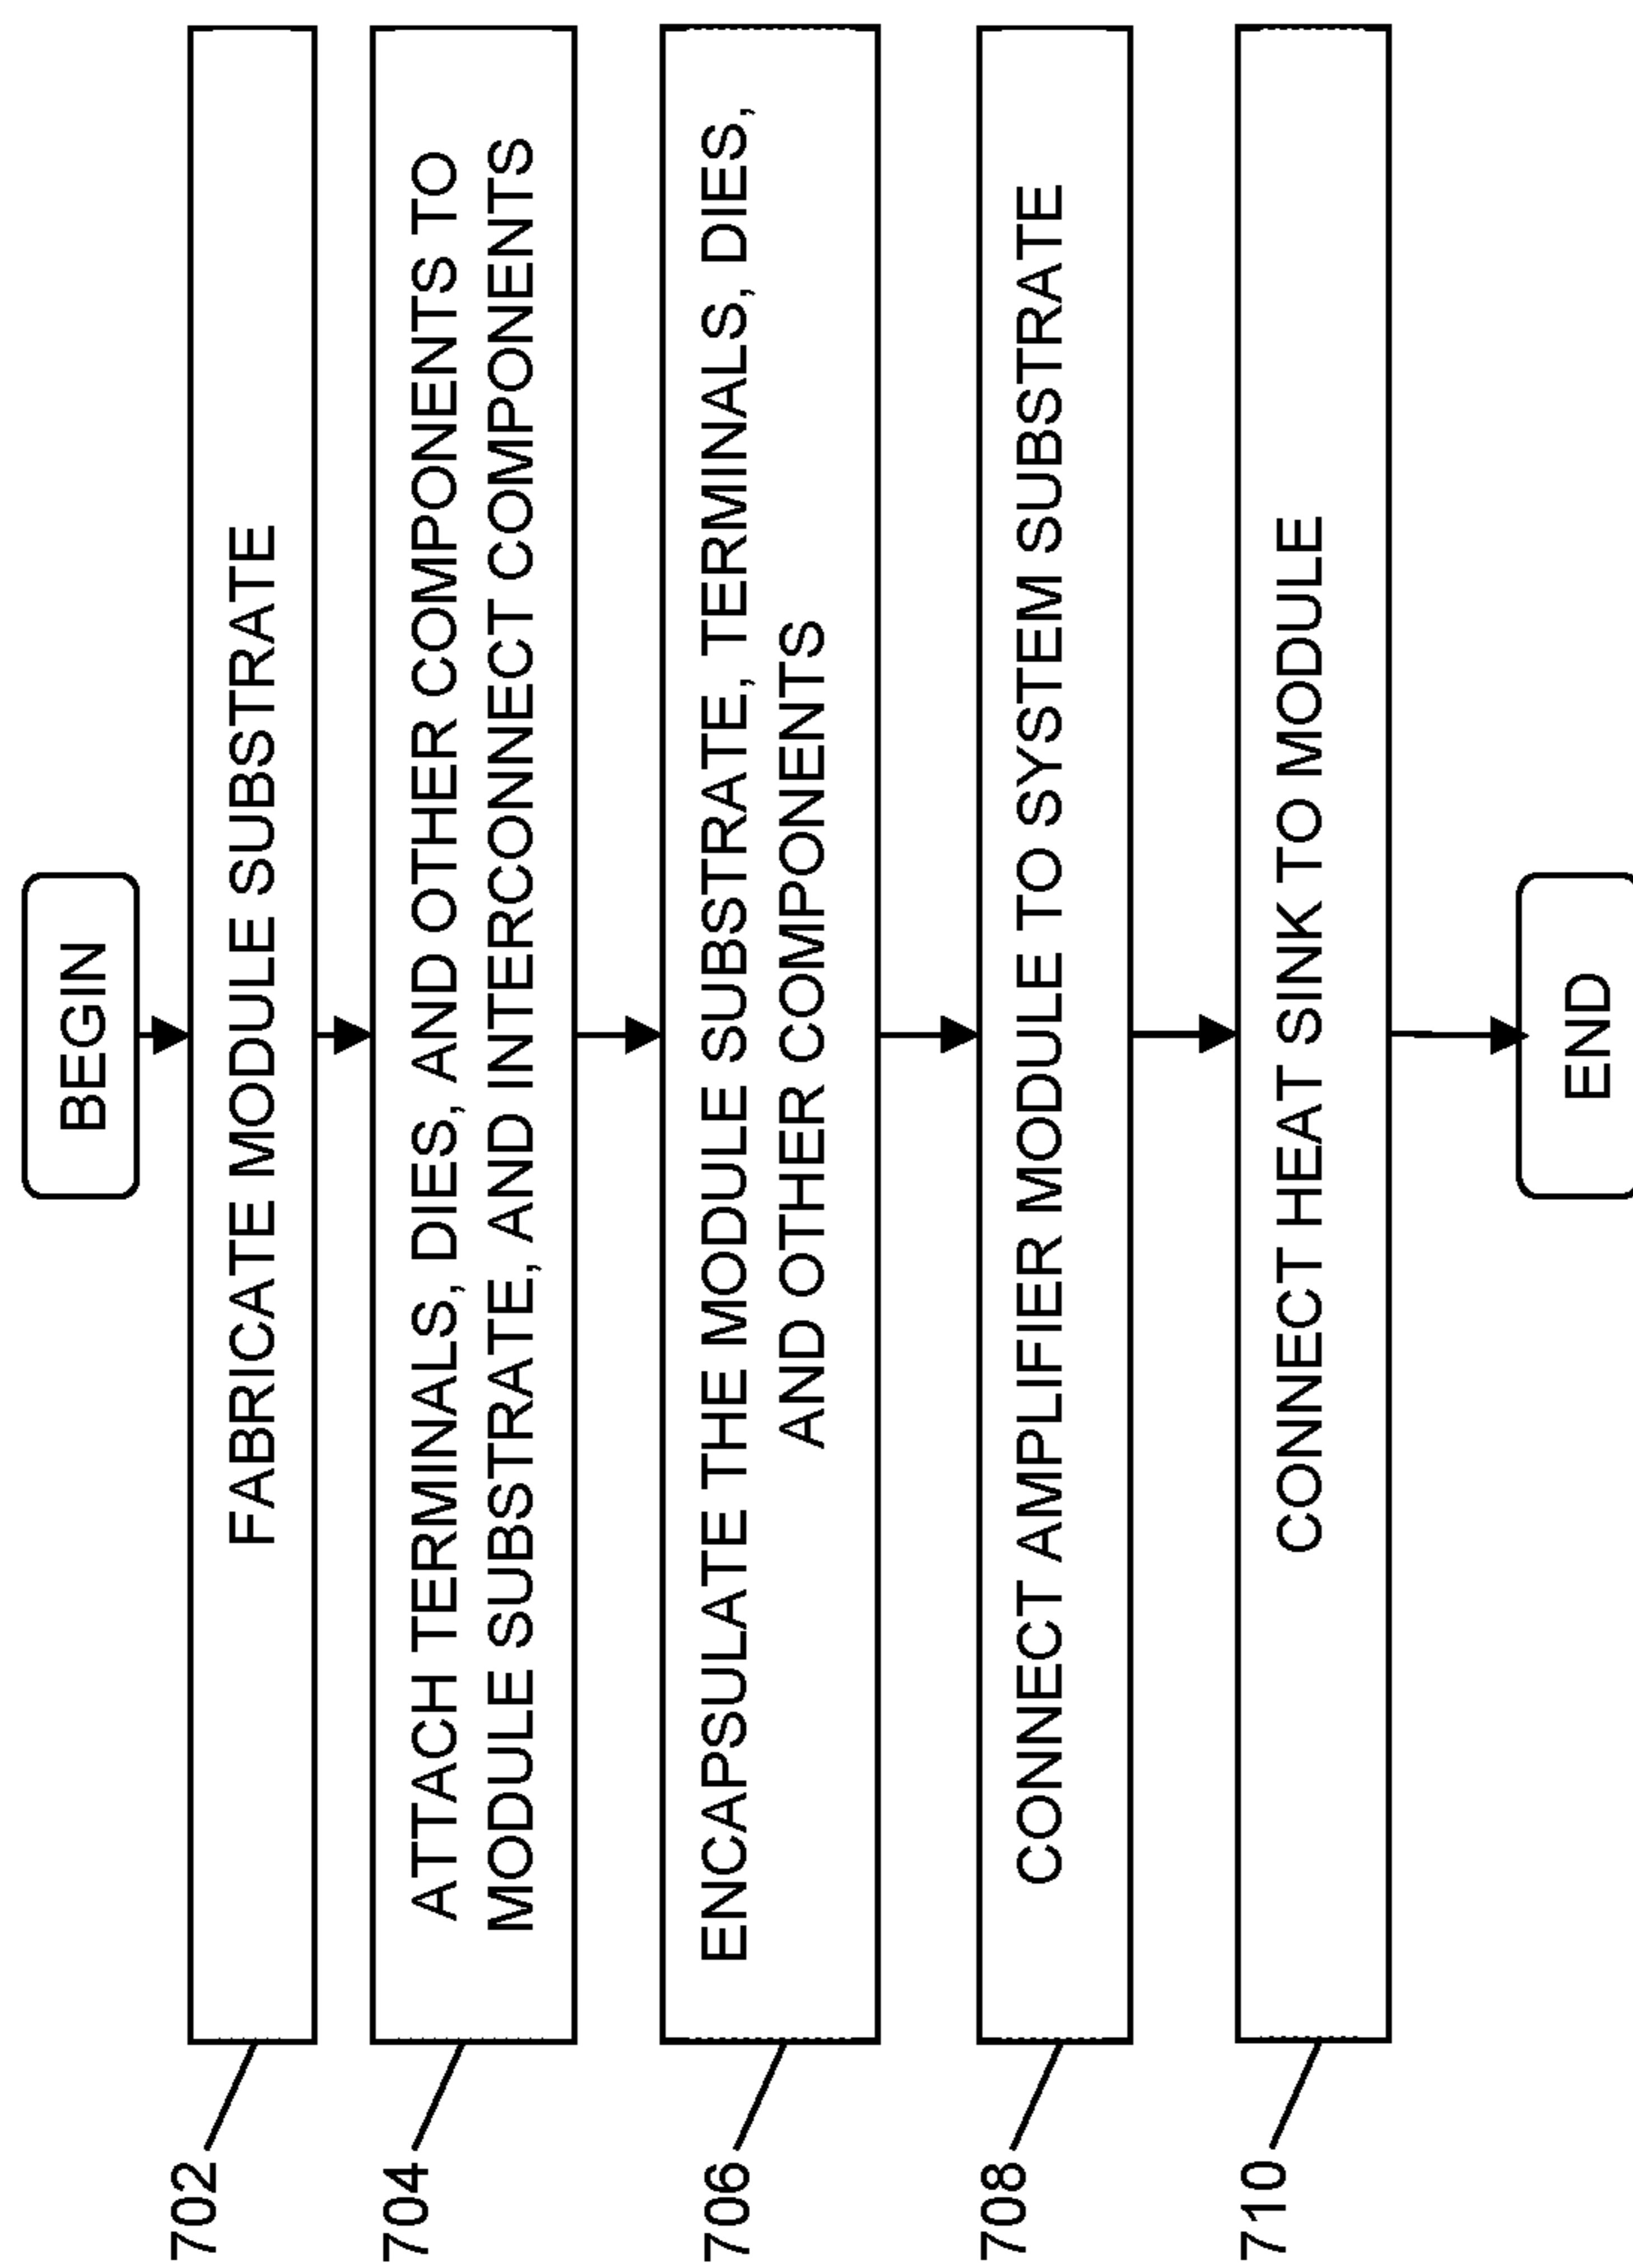 BEGIN
702
FABRICATE MODULE SUBSTRATE
704
ATTACH TERMINALS, DIES, AND OTHER COMPONENTS TO
MODULE SUBSTRATE, AND INTERCONNECT COMPONENTS
706
ENCAPSULATE THE MODULE SUBSTRATE, TERMINALS, DIES,
AND OTHER COMPONENTS
708
CONNECT AMPLIFIER MODULE TO SYSTEM SUBSTRATE
710
CONNECT HEAT SINK TO MODULE
END